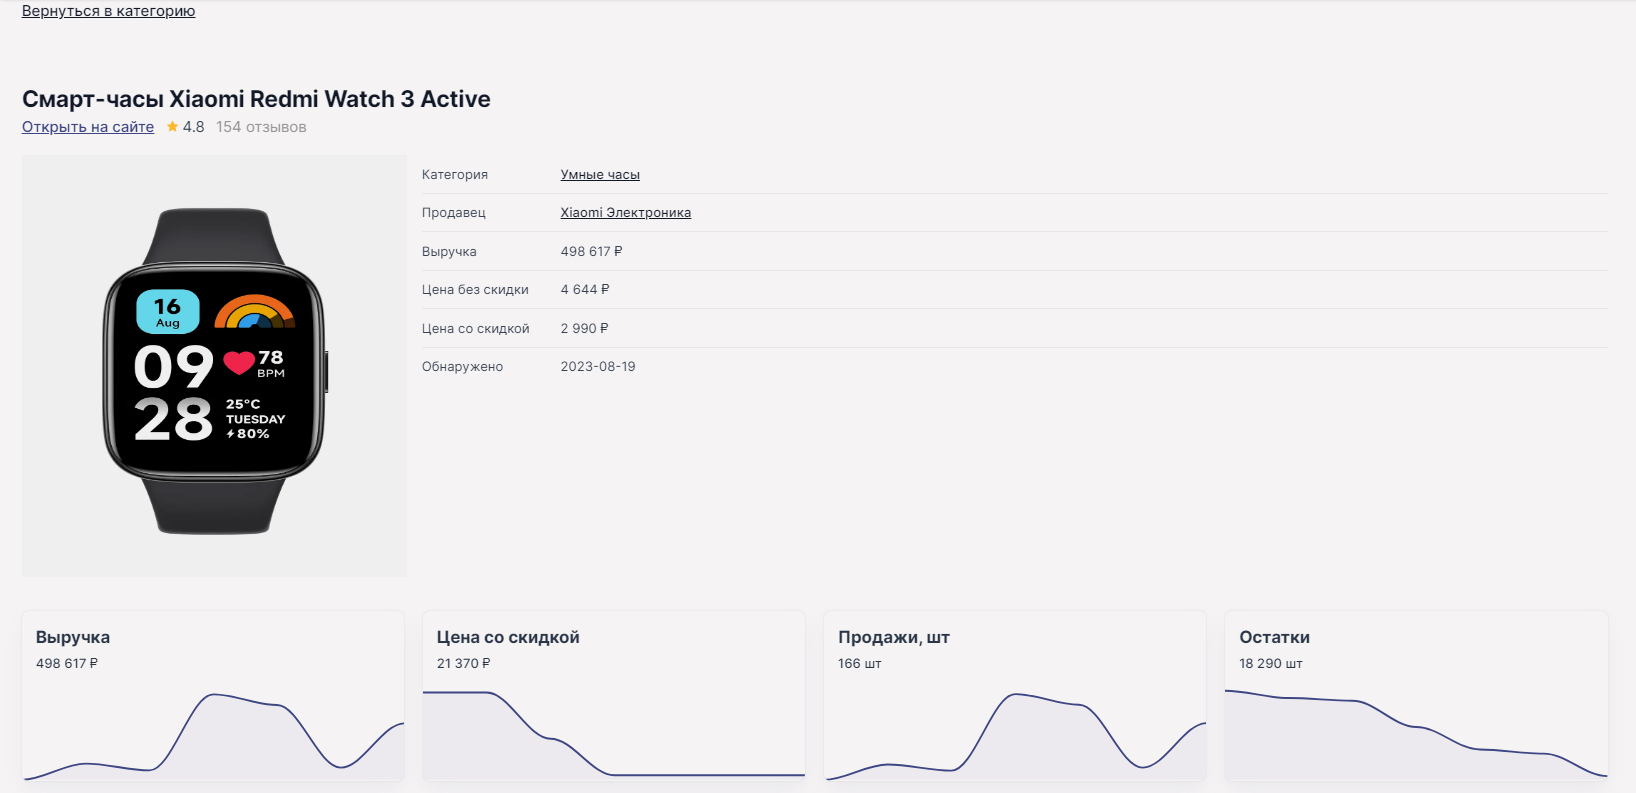 Вернуться в категорию
Смарт-часы Xiaomi Redmi Watch 3 Active
Открыть на сайте 4.8 154 отзывов
16
Aug
09 78
BPM
28 25°C
TUESDAY
80%
Категория Умные часы
Продавец Xiaomi Электроника
Выручка 498 617 ₽
Цена без скидки 4 644 ₽
Цена со скидкой 2 990 ₽
Обнаружено 2023-08-19
Выручка
498 617 ₽
Цена со скидкой
21 370 ₽
Продажи, шт
166 шт
Остатки
18 290 шт